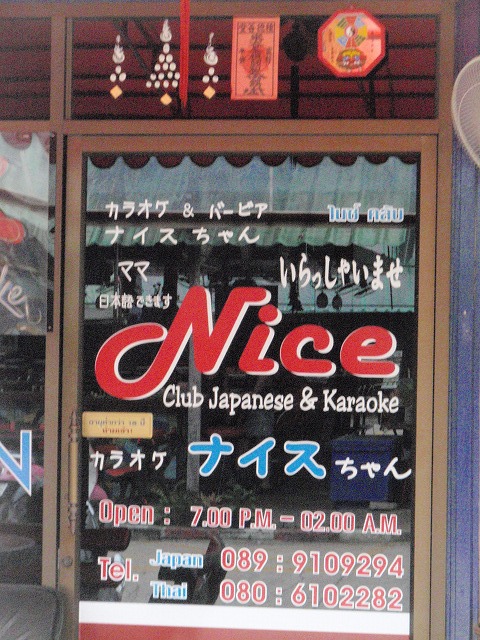 カラオケ & バービア ไนซ์ คลับ
ナイスちゃん
ママ いらっしゃいませ
日本語できます
Nice
Club Japanese & Karaoke
カラオケ ナイスちゃん
Open : 7.00 P.M. - 02.00 A.M.
Tel. Japan 089 : 9109294
Thai 080 : 6102282